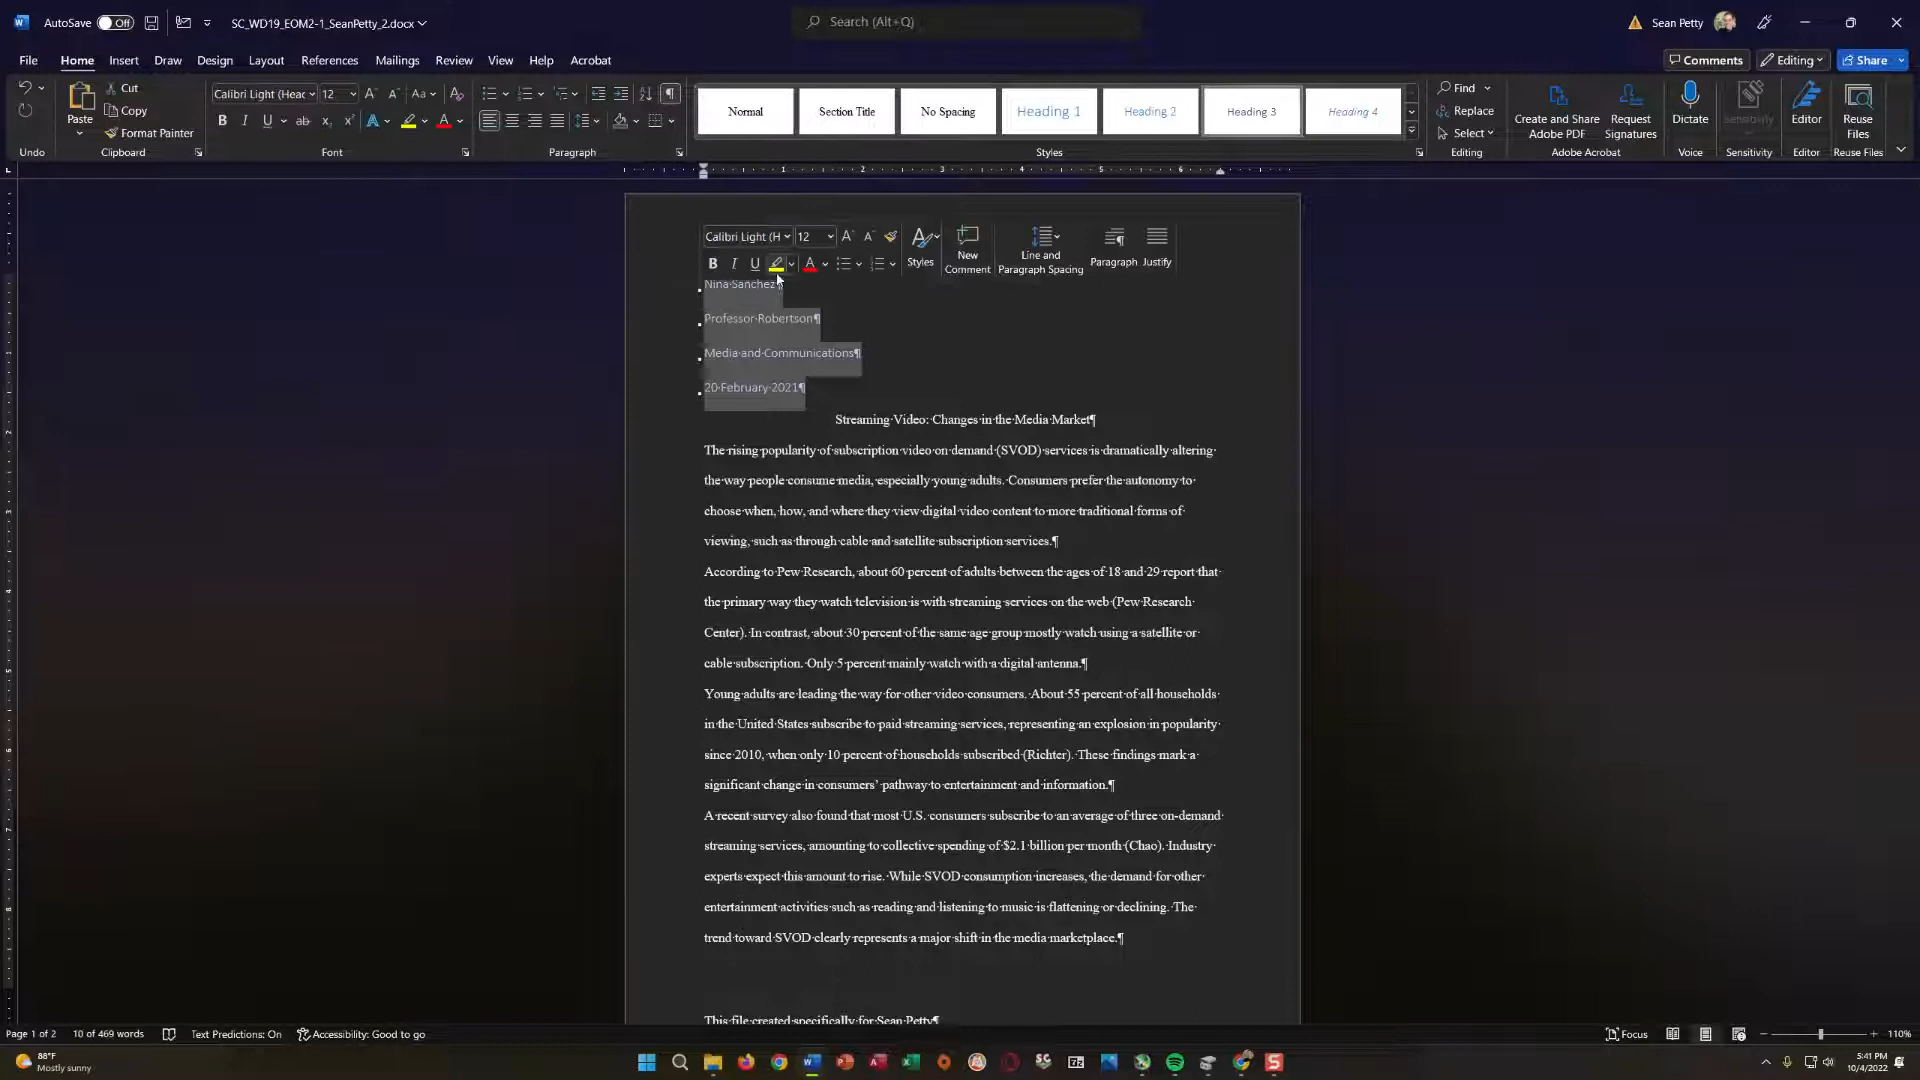 AutoSave Off SC_WD19_EOM2-1_SeanPetty_2.docx Search (Alt+Q) Sean Petty
File Home Insert Draw Design Layout References Mailings Review View Help Acrobat Comments Editing Share
Paste Cut Copy Format Painter
Calibri Light (Heac 12
Normal Section Title No Spacing Heading 1 Heading 2 Heading 3 Heading 4
Find Replace Select
Create and Share Adobe PDF Request Signatures Dictate Sensitivity Editor Reuse Files
Undo Clipboard Font Paragraph Styles Editing Adobe Acrobat Voice Sensitivity Editor Reuse Files
1 2 3 4 5 6
Calibri Light (H 12
Styles New Comment Line and Paragraph Spacing Paragraph Justify
Nina·Sanchez¶
Professor·Robertson¶
Media·and·Communications¶
20·February·2021¶
Streaming·Video:·Changes·in·the·Media·Market¶
The·rising·popularity·of·subscription·video·on·demand·(SVOD)·services·is·dramatically·altering·
the·way·people·consume·media,·especially·young·adults.·Consumers·prefer·the·autonomy·to·
choose·when,·how,·and·where·they·view·digital·video·content·to·more·traditional·forms·of·
viewing,·such·as·through·cable·and·satellite·subscription·services.¶
According·to·Pew·Research,·about·60·percent·of·adults·between·the·ages·of·18·and·29·report·that·
the·primary·way·they·watch·television·is·with·streaming·services·on·the·web·(Pew·Research·
Center).·In·contrast,·about·30·percent·of·the·same·age·group·mostly·watch·using·a·satellite·or·
cable·subscription.·Only·5·percent·mainly·watch·with·a·digital·antenna.¶
Young·adults·are·leading·the·way·for·other·video·consumers.·About·55·percent·of·all·households·
in·the·United·States·subscribe·to·paid·streaming·services,·representing·an·explosion·in·popularity·
since·2010,·when·only·10·percent·of·households·subscribed·(Richter).·These·findings·mark·a·
significant·change·in·consumers'·pathway·to·entertainment·and·information.¶
A·recent·survey·also·found·that·most·U.S.·consumers·subscribe·to·an·average·of·three·on-demand·
streaming·services,·amounting·to·collective·spending·of·$2.1·billion·per·month·(Chao).·Industry·
experts·expect·this·amount·to·rise.·While·SVOD·consumption·increases,·the·demand·for·other·
entertainment·activities·such·as·reading·and·listening·to·music·is·flattening·or·declining.·The·
trend·toward·SVOD·clearly·represents·a·major·shift·in·the·media·marketplace.¶
This·file·created·specifically·for·Sean·Petty¶
Page 1 of 2 10 of 469 words Text Predictions: On Accessibility: Good to go Focus 110%
88°F
Mostly sunny
5:41 PM
10/4/2022